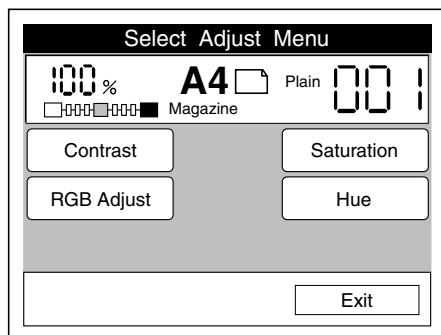 Select Adjust Menu
100 % A4 Plain 001
Magazine
Contrast Saturation
RGB Adjust Hue
Exit